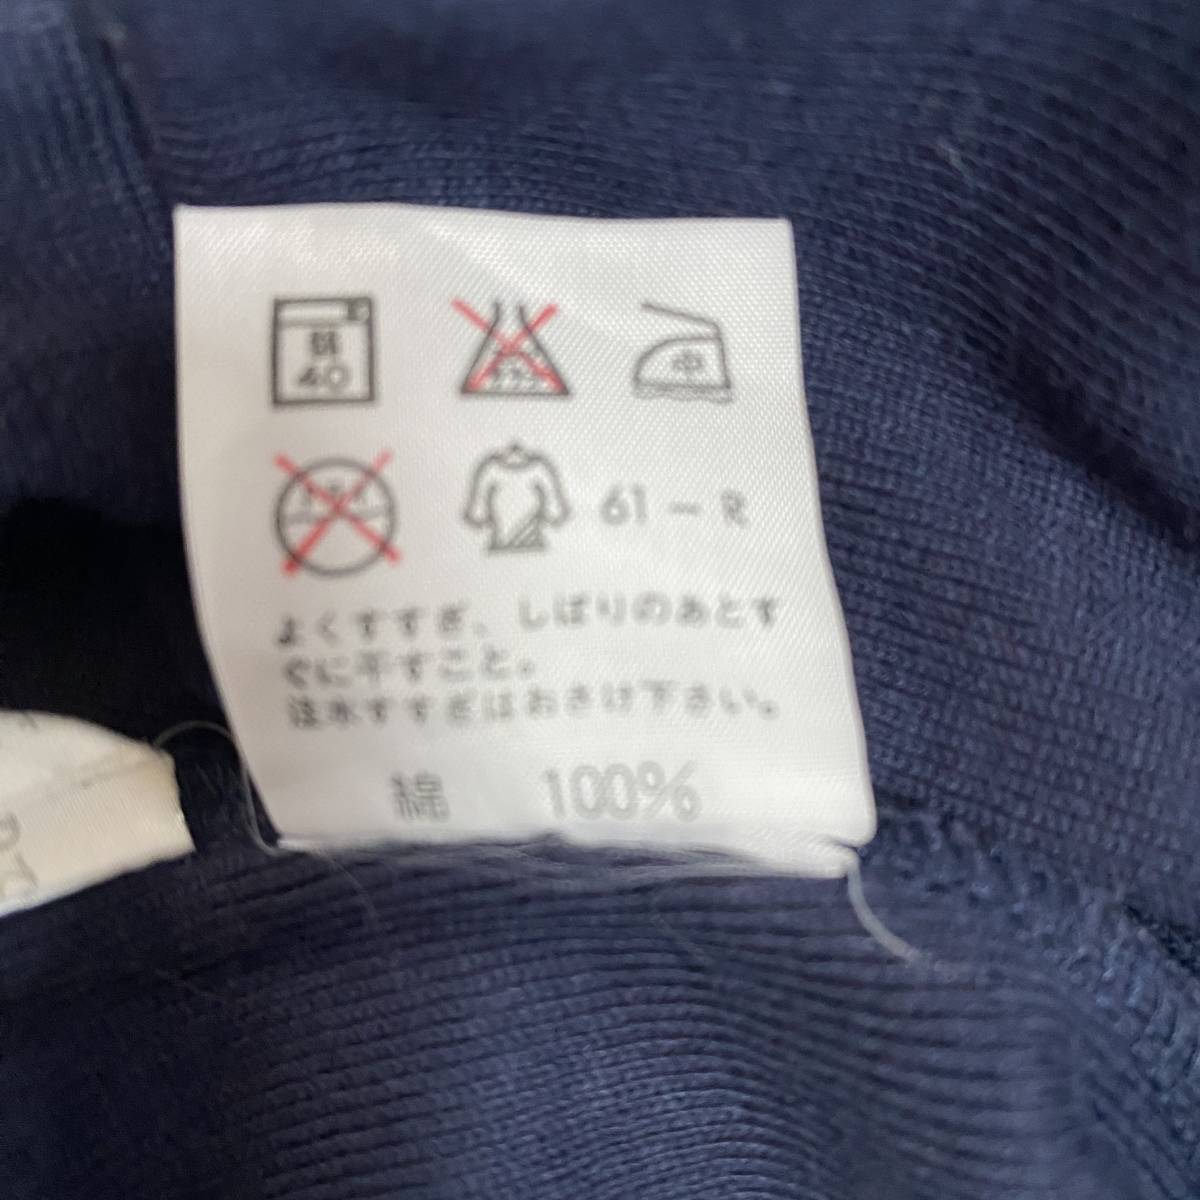 弱
40
中
61 - R
よくすすぎ、しぼりのあとす
ぐに干すこと。
注水すすぎはおさけ下さい。
綿 100%